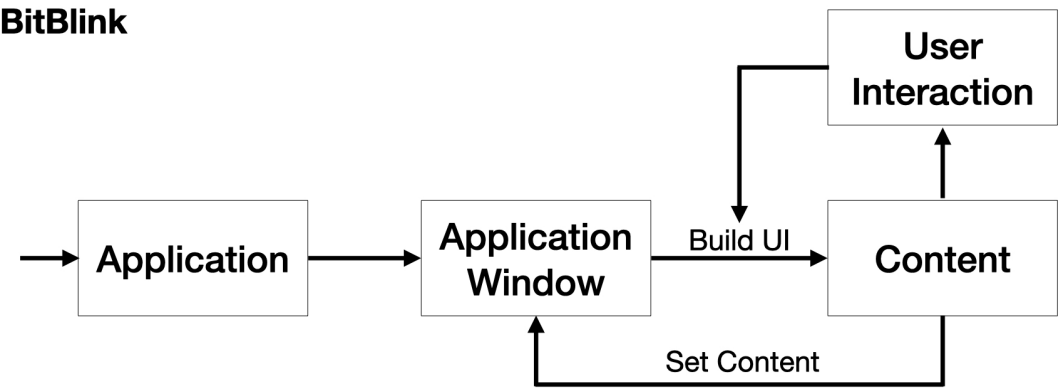 BitBlink
User
Interaction
Application
Application
Window
Build UI
Content
Set Content